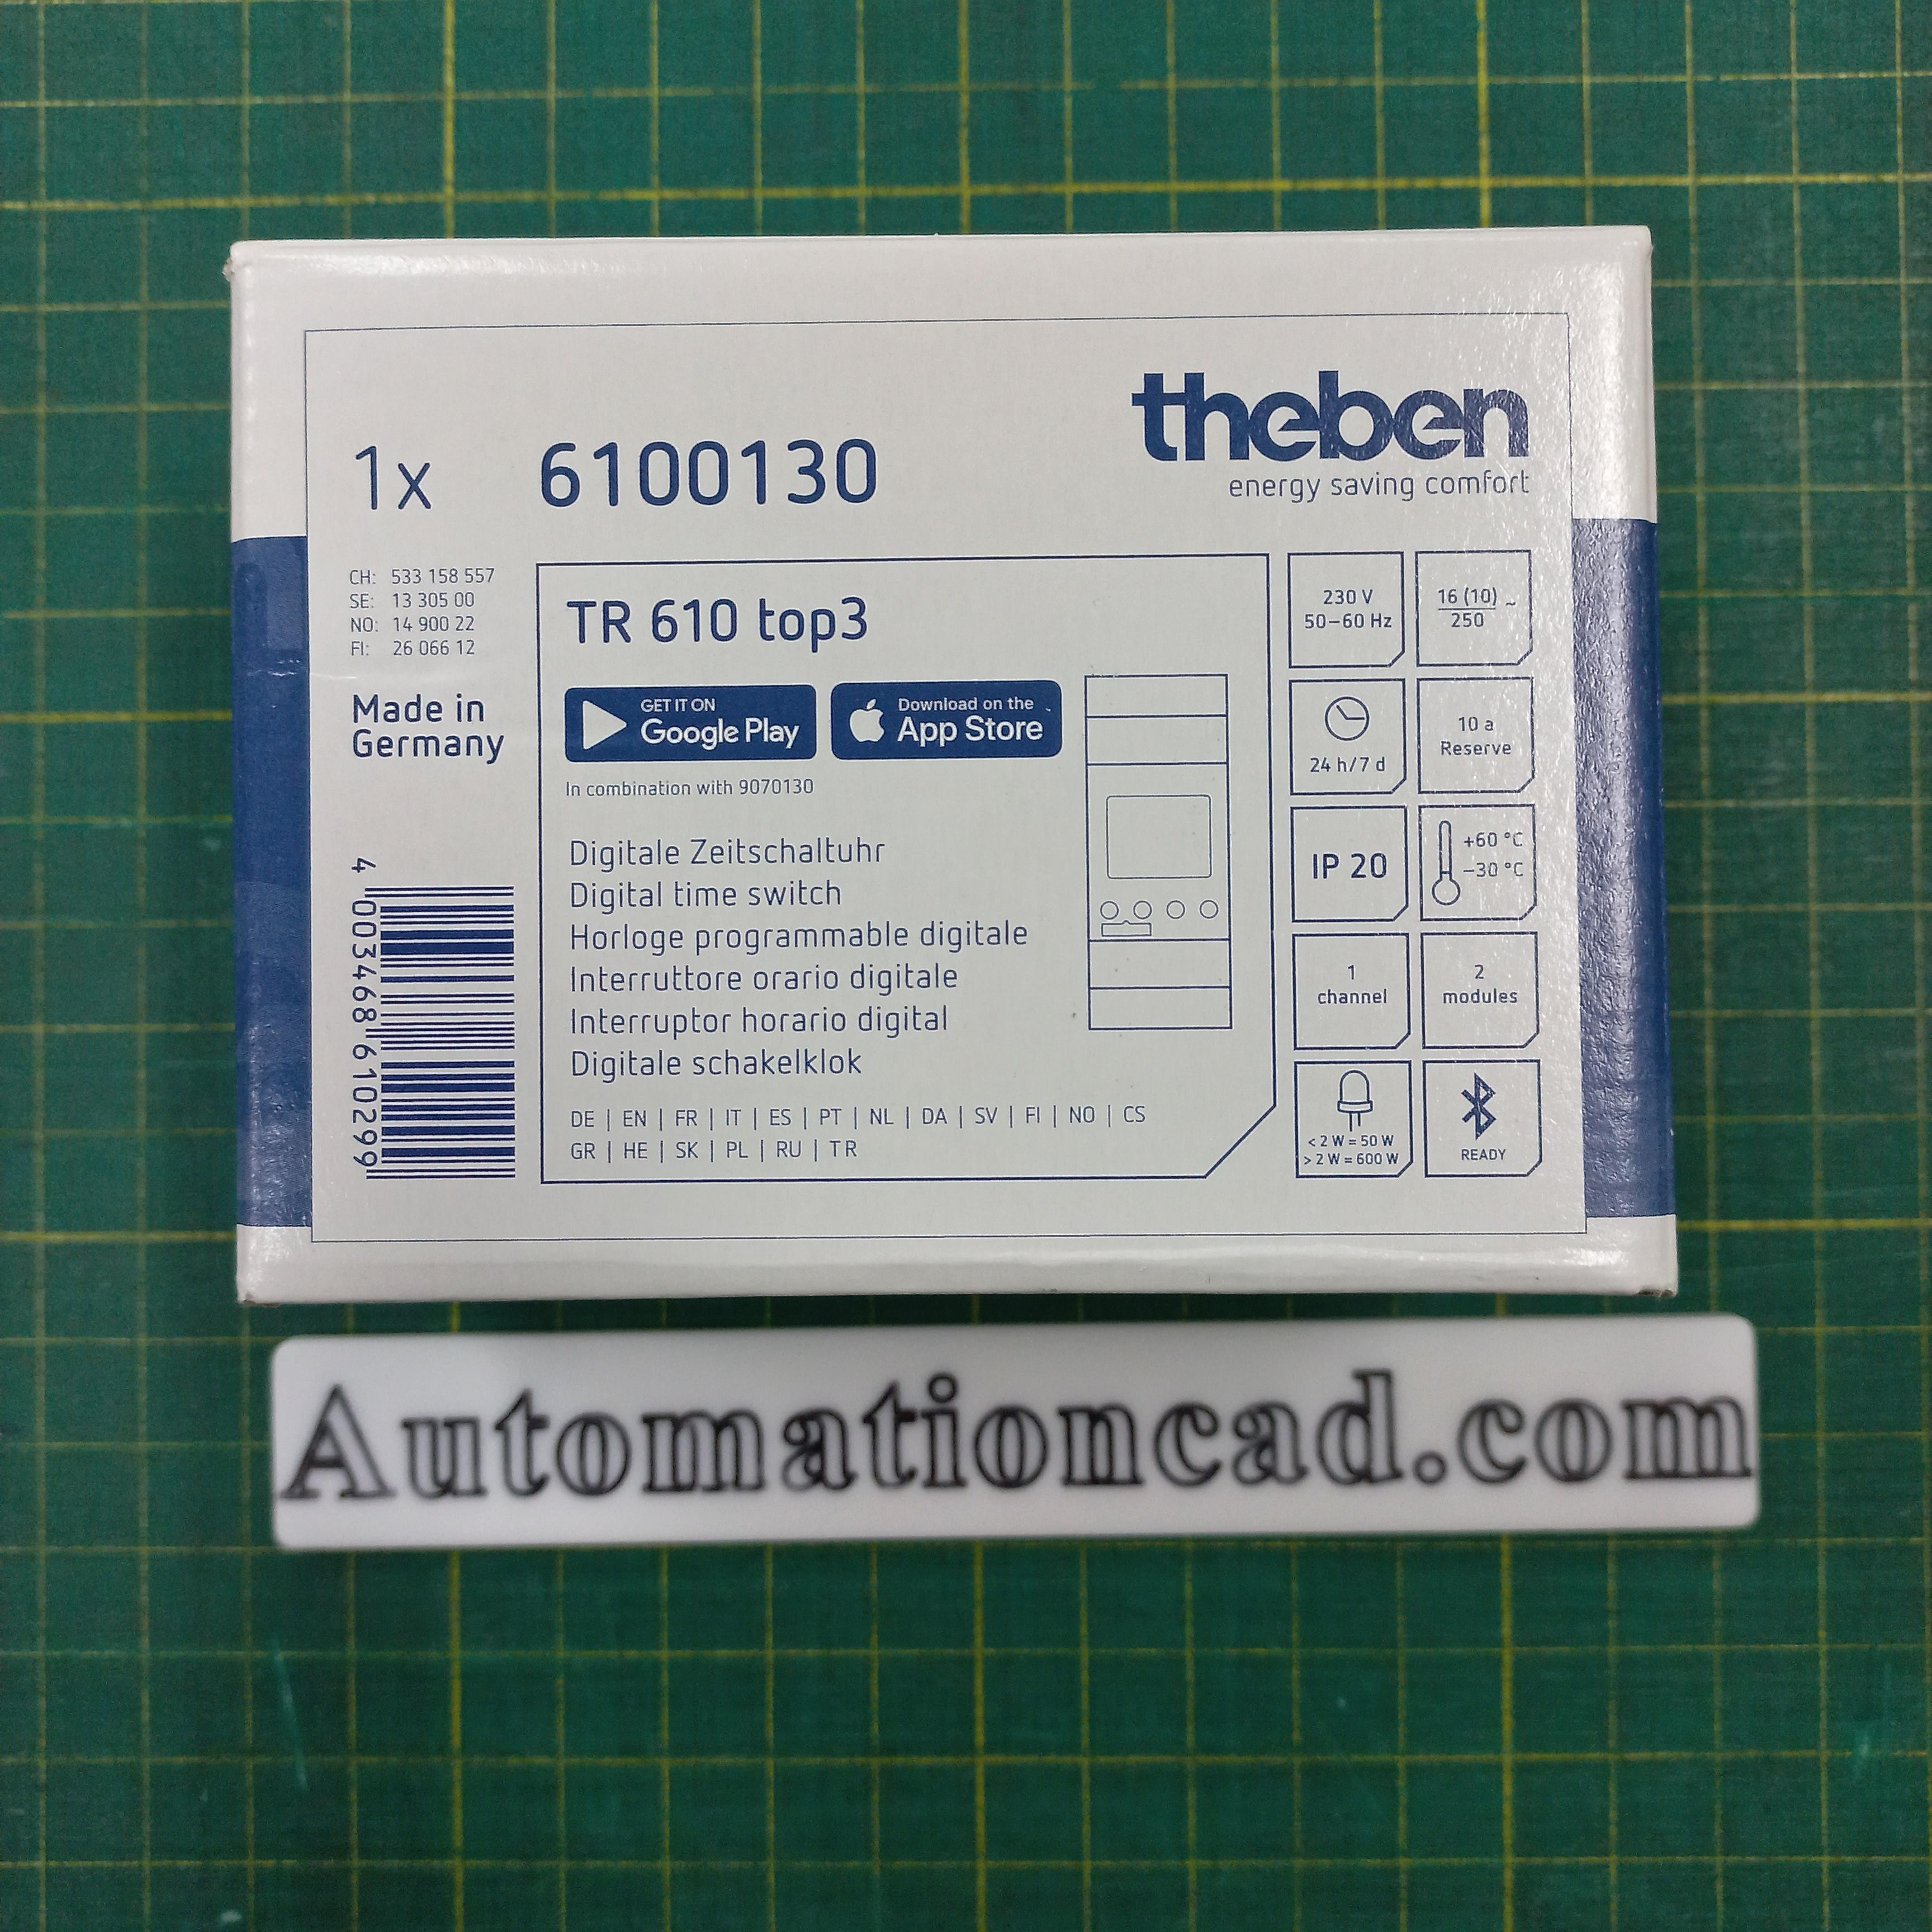 theben
energy saving comfort
1x 6100130
CH: 533 158 557
SE: 13 305 00
NO: 14 900 22
FI: 26 066 12
Made in
Germany
4 003468 610299
TR 610 top3
GET IT ON
Google Play
Download on the
App Store
In combination with 9070130
Digitale Zeitschaltuhr
Digital time switch
Horloge programmable digitale
Interruttore orario digitale
Interruptor horario digital
Digitale schakelklok
DE | EN | FR | IT | ES | PT | NL | DA | SV | FI | NO | CS
GR | HE | SK | PL | RU | TR
230 V
50–60 Hz
16 (10) ~
250
24 h/7 d
10 a
Reserve
IP 20
+60 °C
−30 °C
1
channel
2
modules
< 2 W = 50 W
> 2 W = 600 W
READY
Automationcad.com